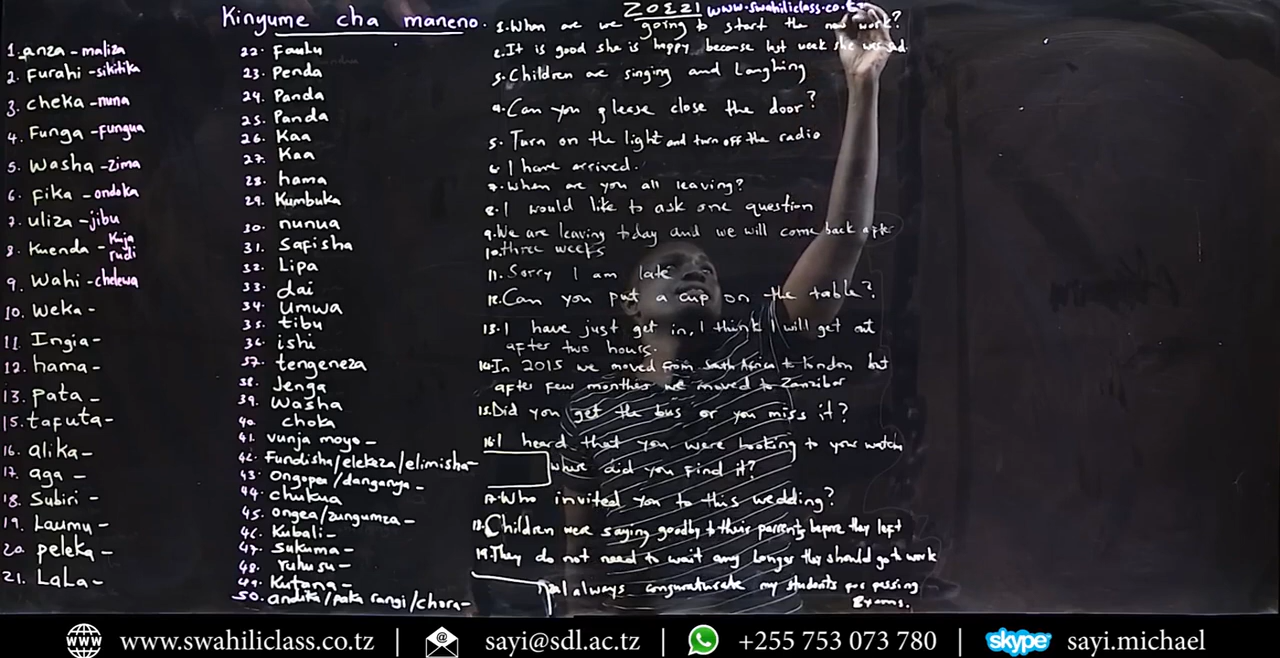 Kinyume cha maneno.
1. anza - maliza
2. Furahi - sikitika
3. cheka - nuna
4. Funga - fungua
5. Washa - zima
6. fika - ondoka
7. uliza - jibu
8. Kuenda - Kuja
rudi
9. Wahi - chelewa
10. Weka -
11. Ingia -
12. hama -
13. pata -
15. tafuta -
16. alika -
17. aga -
18. Subiri -
19. Laumu -
20. peleka -
21. LaLa -
22. Faulu
23. Penda
24. Panda
25. Panda
26. Kaa
27. Kaa
28. hama
29. Kumbuka
30. nunua
31. Safisha
32. Lipa
33. dai
34. Umwa
35. tibu
36. ishi
37. tengeneza
38. Jenga
39. Washa
40. choka
41. vunja moyo -
42. Fundisha/elekeza/elimisha -
43. Ongopea/danganya -
44. chukua
45. ongea/zungumza -
46. Kubali -
47. Sukuma -
48. ruhusu -
49. Kutana -
50. andika/paka rangi/chora -
ZOEZI www.swahiliclass.co.tz
1. When are we going to start the new work?
2. It is good she is happy because last week she was sad.
3. Children are singing and Laughing
4. Can you please close the door?
5. Turn on the light and turn off the radio
6. I have arrived.
7. When are you all leaving?
8. I would like to ask one question
9. We are leaving today and we will come back after
10. three weeks
11. Sorry I am late
12. Can you put a cup on the table?
13. I have just get in, I think I will get out
after two hours.
14. In 2015 we moved from South Africa to London but
after few months we moved to Zanzibar
15. Did you get the bus or you miss it?
16. I heard that you were looking to your watch
did you find it?
17. Who invited you to this wedding?
18. Children were saying goodby to their parents before they left
19. They do not need to wait any longer they should go to work
I always my students for passing
Exams.
www.swahiliclass.co.tz | sayi@sdl.ac.tz | +255 753 073 780 | skype sayi.michael